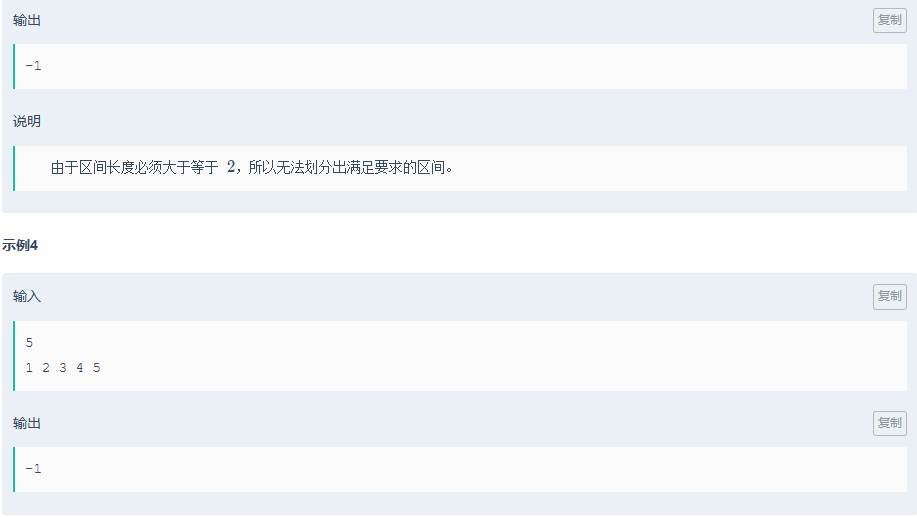 输出
复制
-1
说明
由于区间长度必须大于等于 2，所以无法划分出满足要求的区间。
示例4
输入
复制
5
1 2 3 4 5
输出
复制
-1